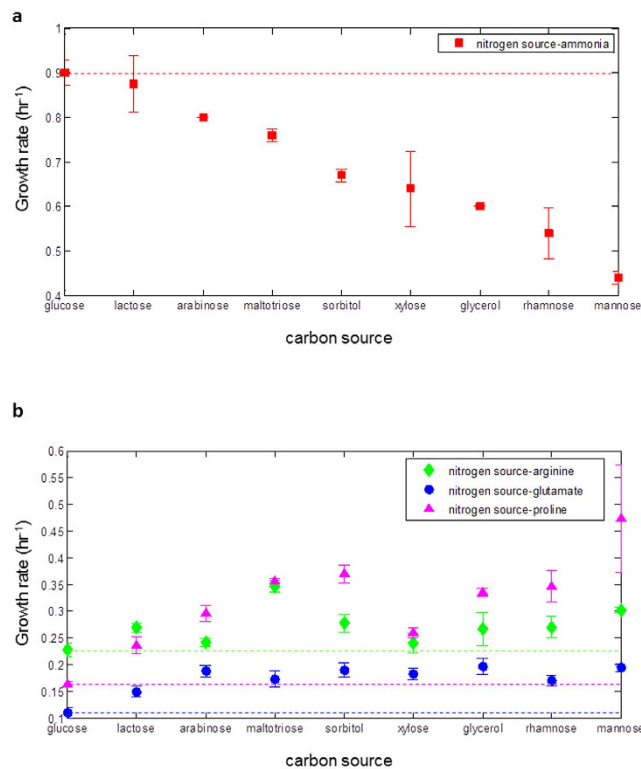 a
nitrogen source-ammonia
1
0.9
0.8
0.7
0.6
0.5
0.4
Growth rate (hr-1)
glucose lactose arabinose maltotriose sorbitol xylose glycerol rhamnose mannose
carbon source
b
nitrogen source-arginine
nitrogen source-glutamate
nitrogen source-proline
0.6
0.55
0.5
0.45
0.4
0.35
0.3
0.25
0.2
0.15
0.1
Growth rate (hr-1)
glucose lactose arabinose maltotriose sorbitol xylose glycerol rhamnose mannose
carbon source